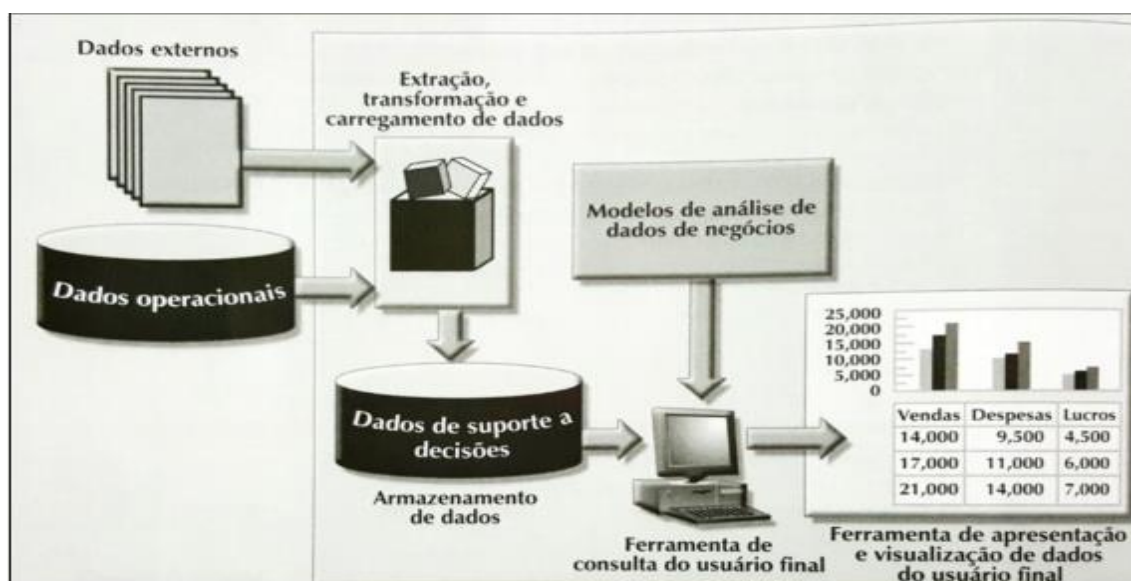 Dados externos
Extração,
transformação e
carregamento de dados
Dados operacionais
Modelos de análise de
dados de negócios
Dados de suporte a
decisões
Armazenamento
de dados
Ferramenta de
consulta do usuário final
25,000
20,000
15,000
10,000
5,000
0
Vendas Despesas Lucros
14,000 9,500 4,500
17,000 11,000 6,000
21,000 14,000 7,000
Ferramenta de apresentação
e visualização de dados
do usuário final